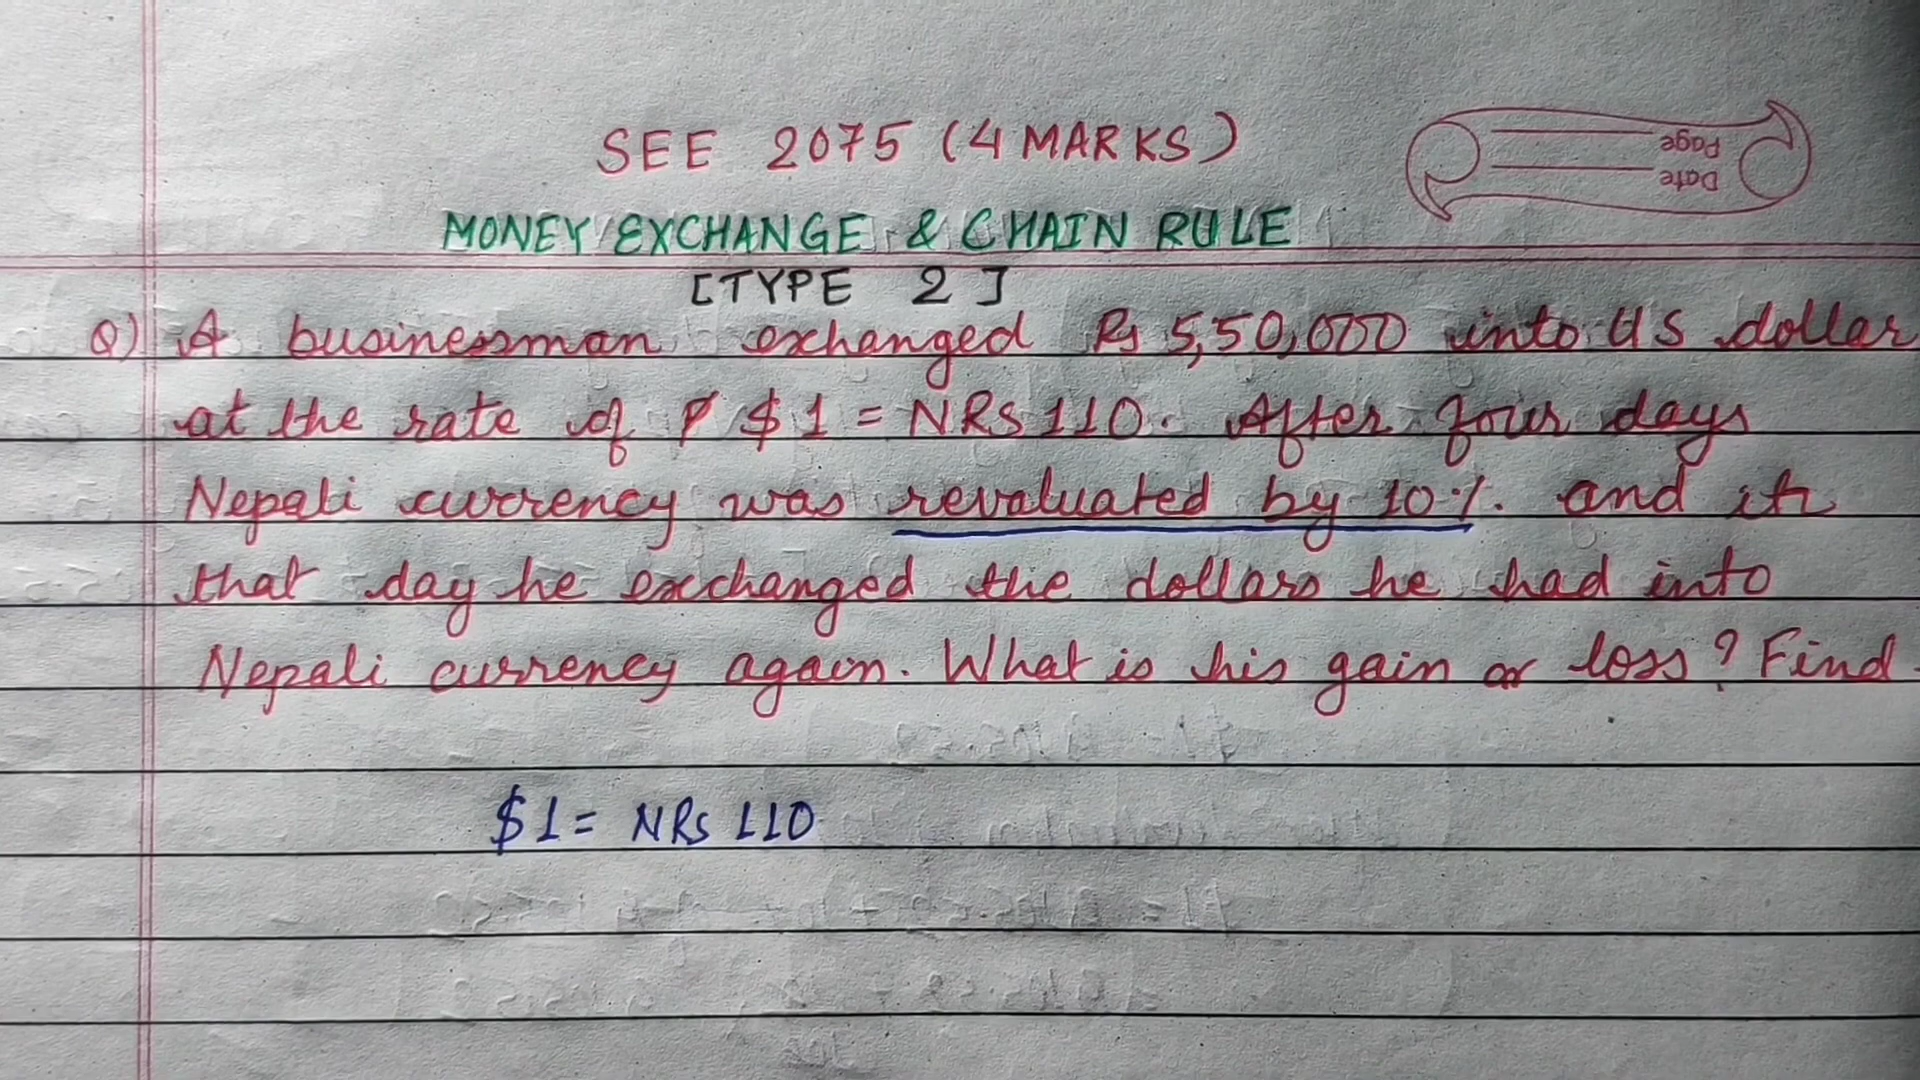 SEE 2075 (4 MARKS)
Page
Date
MONEY EXCHANGE & CHAIN RULE
[TYPE 2]
Q) A businessman exchanged Rs 5,50,000 into US dollar
at the rate of $1 = NRS 110. After four days
Nepali currency was revaluated by 10%. and in
that day he exchanged the dollars he had into
Nepali currency again. What is his gain or loss? Find
$1 = NRS 110